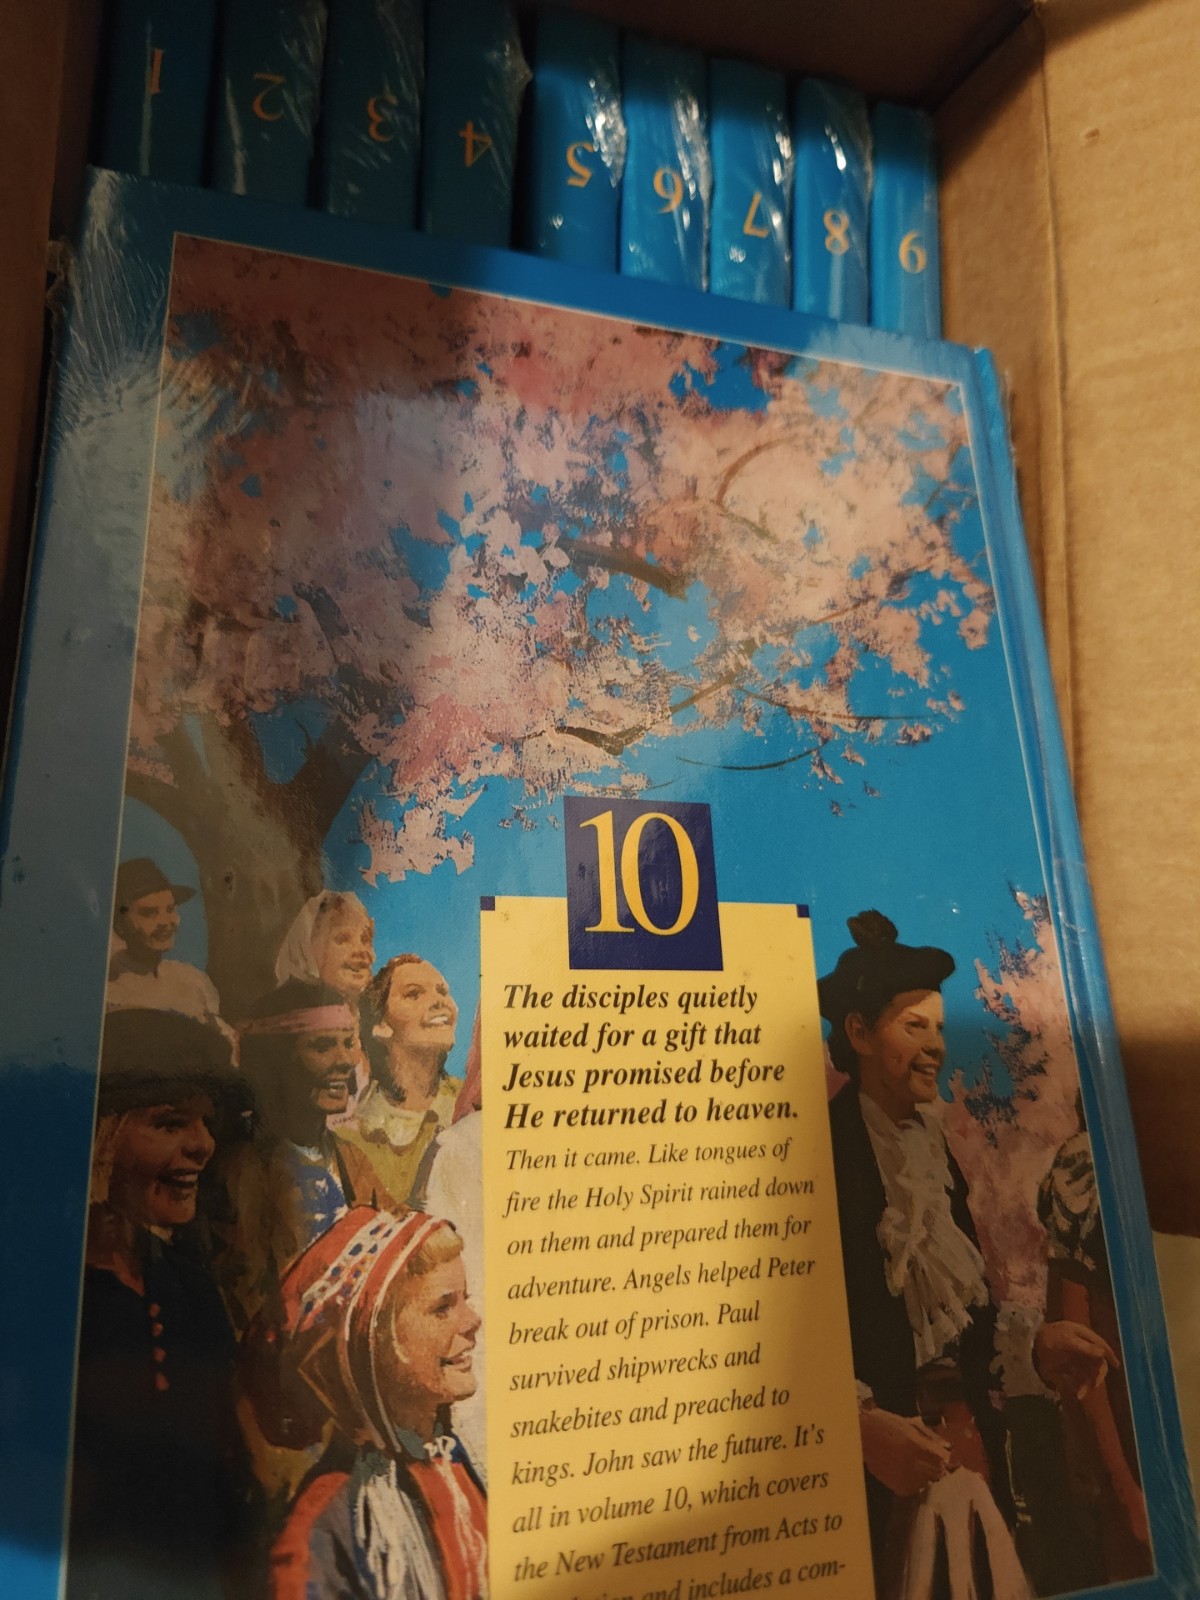 1
2
3
4
5
6
7
8
9
10
The disciples quietly
waited for a gift that
Jesus promised before
He returned to heaven.
Then it came. Like tongues of
fire the Holy Spirit rained down
on them and prepared them for
adventure. Angels helped Peter
break out of prison. Paul
survived shipwrecks and
snakebites and preached to
kings. John saw the future. It's
all in volume 10, which covers
the New Testament from Acts to
and includes a com-